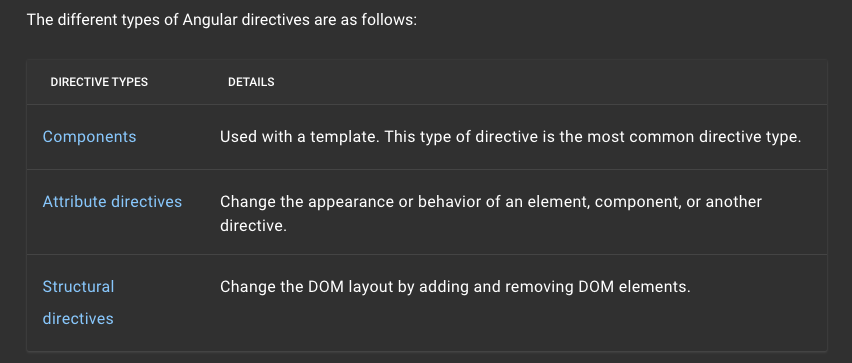 The different types of Angular directives are as follows:
DIRECTIVE TYPES DETAILS
Components Used with a template. This type of directive is the most common directive type.
Attribute directives Change the appearance or behavior of an element, component, or another
directive.
Structural Change the DOM layout by adding and removing DOM elements.
directives